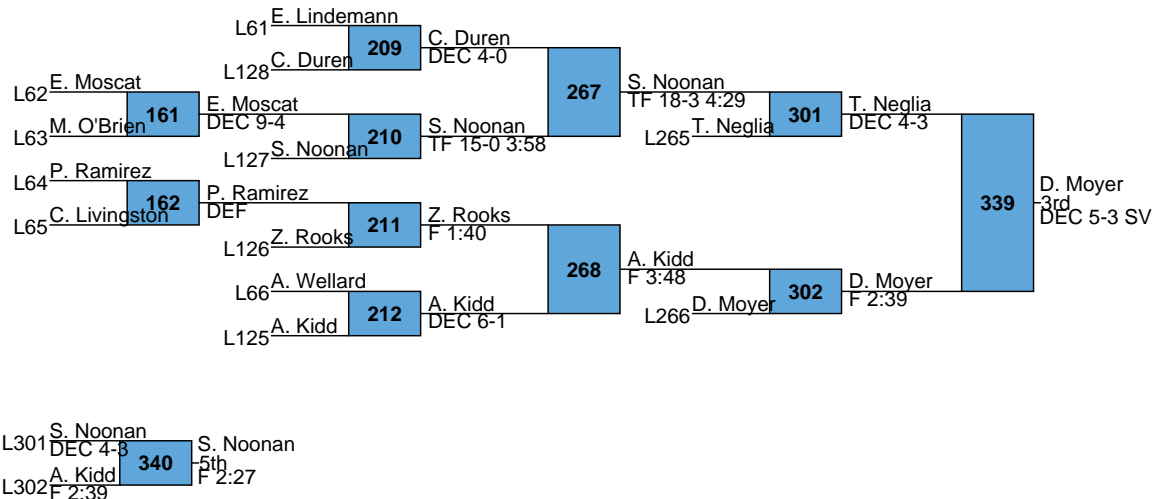 L61 E. Lindemann
209
C. Duren
DEC 4-0
L128 C. Duren
L62 E. Moscat
161
E. Moscat
DEC 9-4
L63 M. O'Brien
210
S. Noonan
TF 15-0 3:58
L127 S. Noonan
267
S. Noonan
TF 18-3 4:29
L64 P. Ramirez
162
P. Ramirez
DEF
L65 C. Livingston
211
Z. Rooks
F 1:40
L126 Z. Rooks
L66 A. Wellard
212
A. Kidd
DEC 6-1
L125 A. Kidd
268
A. Kidd
F 3:48
301
T. Neglia
DEC 4-3
L265 T. Neglia
302
D. Moyer
F 2:39
L266 D. Moyer
339
D. Moyer
3rd
DEC 5-3 SV
L301 S. Noonan
DEC 4-3
340
S. Noonan
5th
F 2:27
L302 A. Kidd
F 2:39